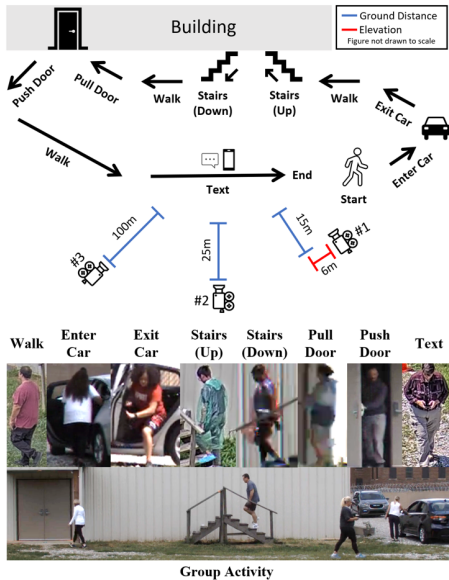 Building
Ground Distance
Elevation
Figure not drawn to scale
Push Door
Pull Door
Walk
Stairs
(Down)
Stairs
(Up)
Walk
Exit Car
Enter Car
Walk
Text
End
Start
100m
#3
25m
#2
15m
#1
6m
Walk
Enter
Car
Exit
Car
Stairs
(Up)
Stairs
(Down)
Pull
Door
Push
Door
Text
Group Activity